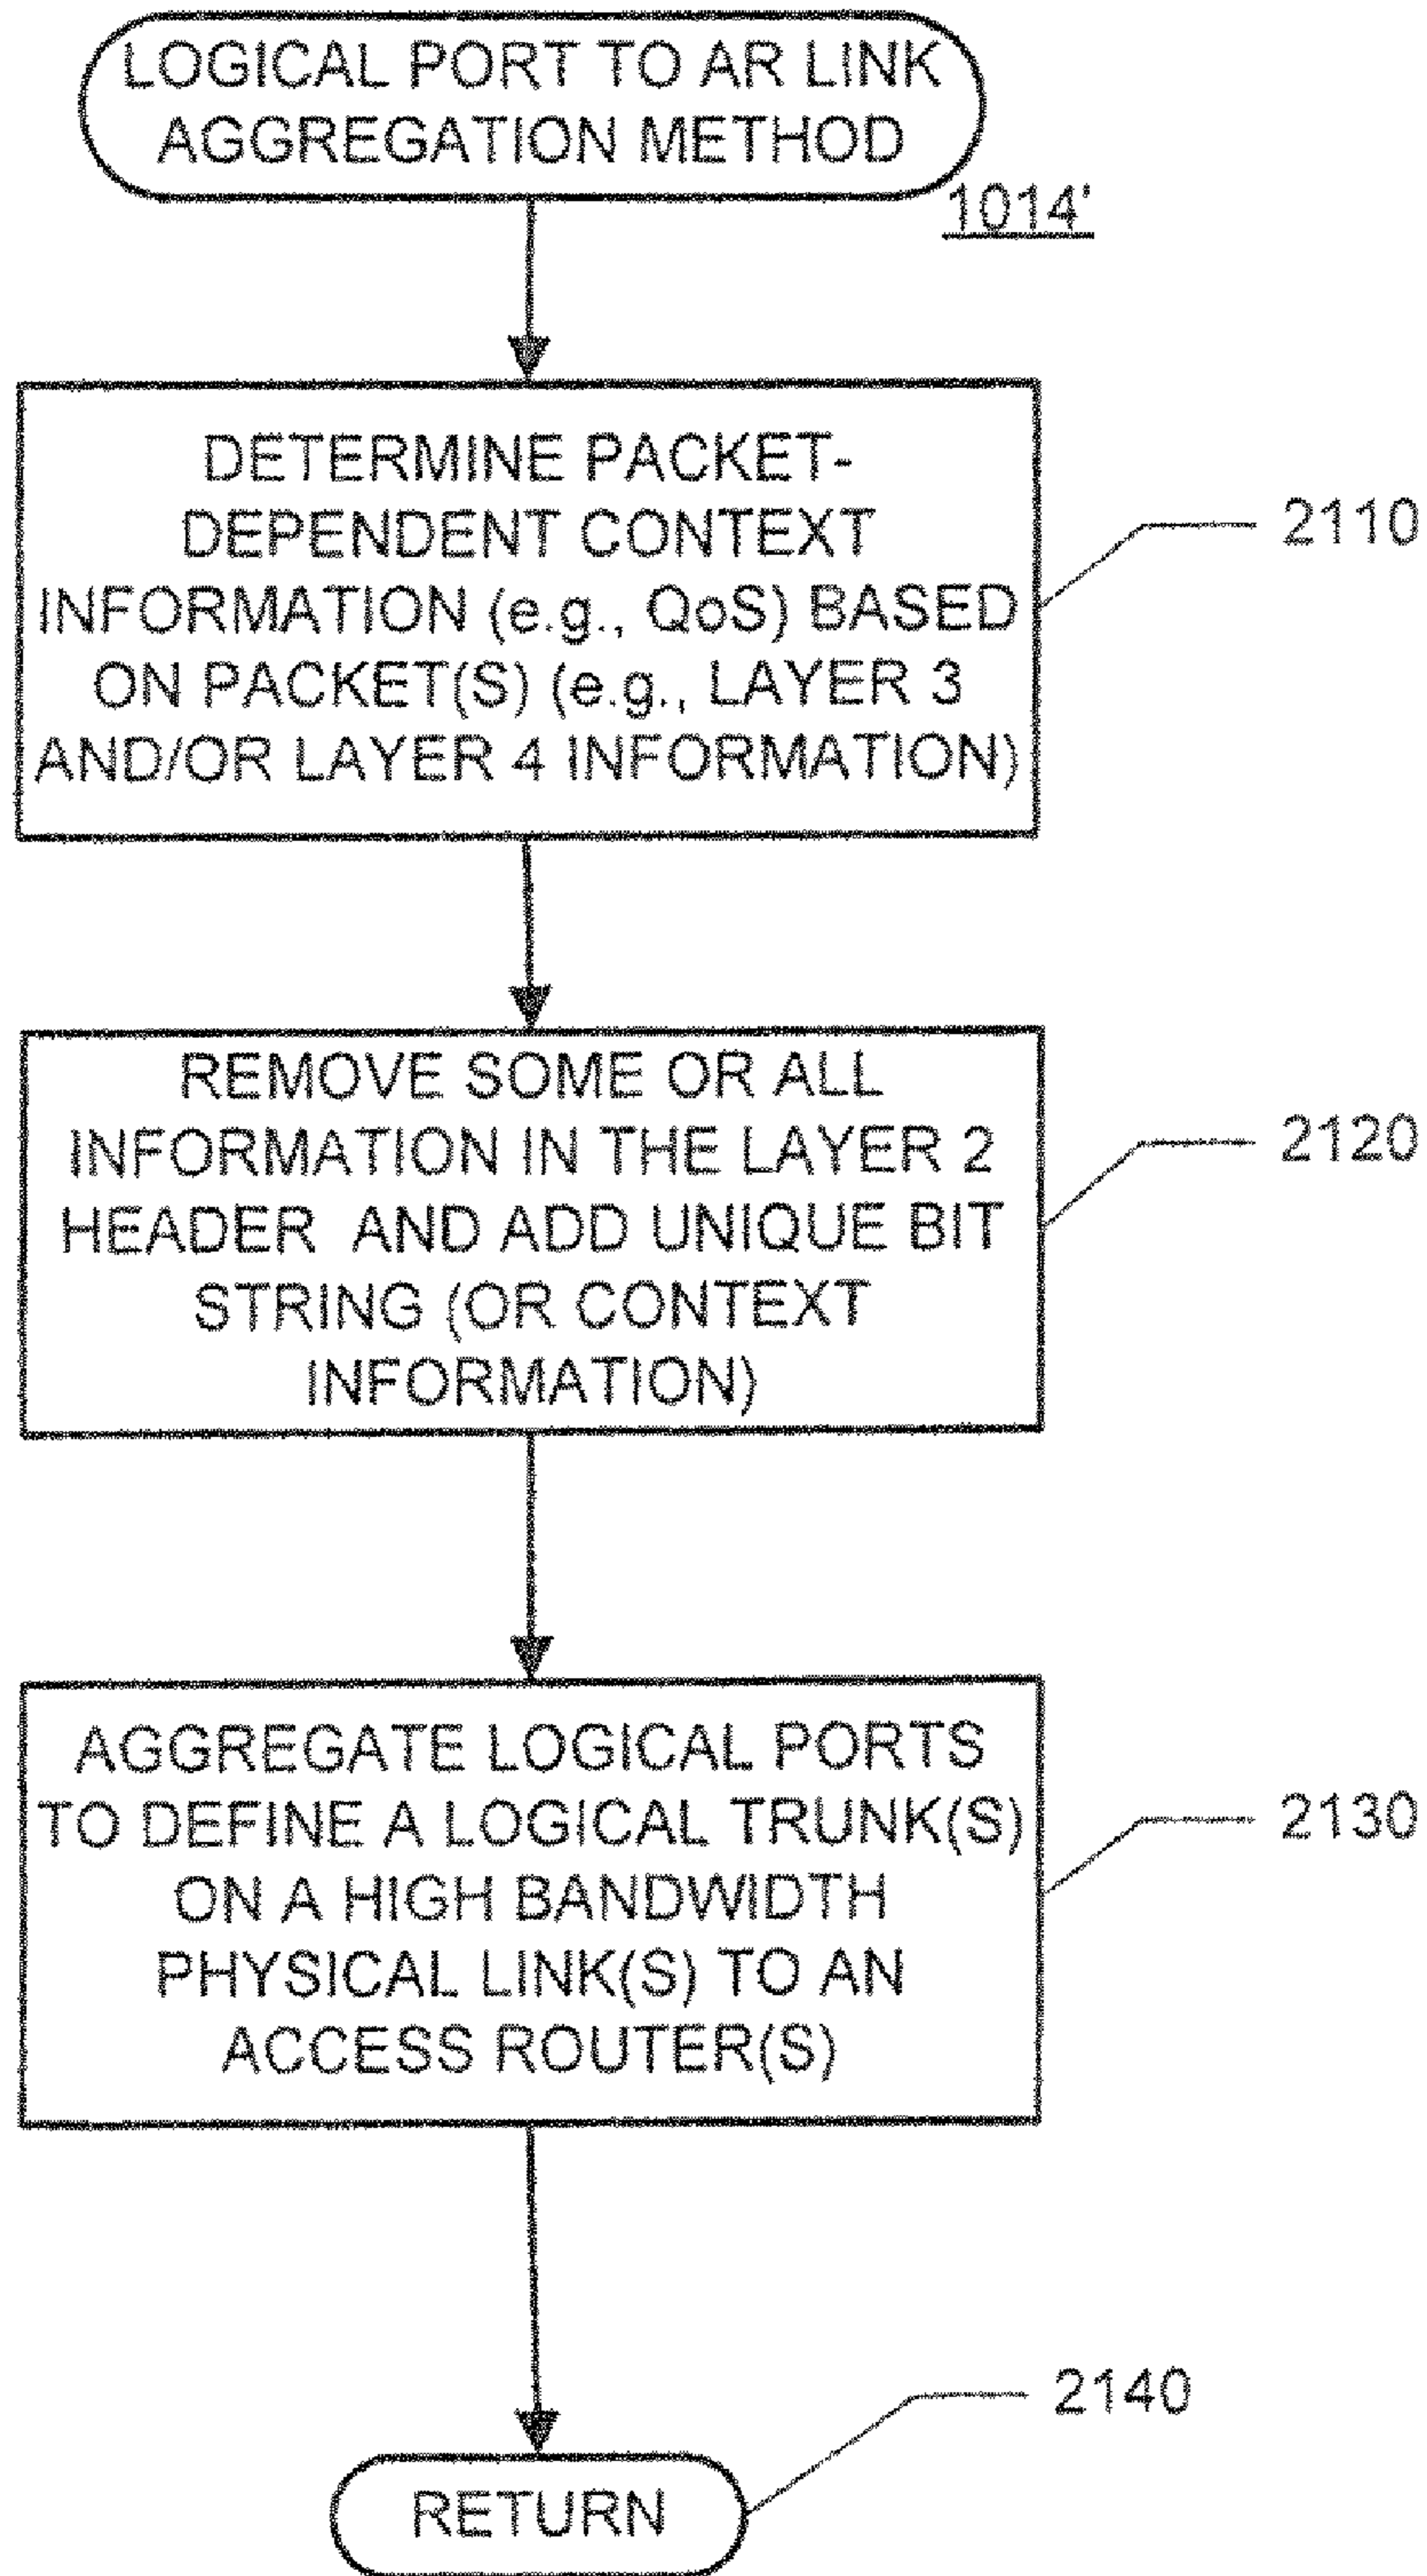 LOGICAL PORT TO AR LINK
AGGREGATION METHOD
1014'
DETERMINE PACKET-
DEPENDENT CONTEXT
INFORMATION (e.g., QoS) BASED
ON PACKET(S) (e.g., LAYER 3
AND/OR LAYER 4 INFORMATION)
2110
REMOVE SOME OR ALL
INFORMATION IN THE LAYER 2
HEADER AND ADD UNIQUE BIT
STRING (OR CONTEXT
INFORMATION)
2120
AGGREGATE LOGICAL PORTS
TO DEFINE A LOGICAL TRUNK(S)
ON A HIGH BANDWIDTH
PHYSICAL LINK(S) TO AN
ACCESS ROUTER(S)
2130
2140
RETURN